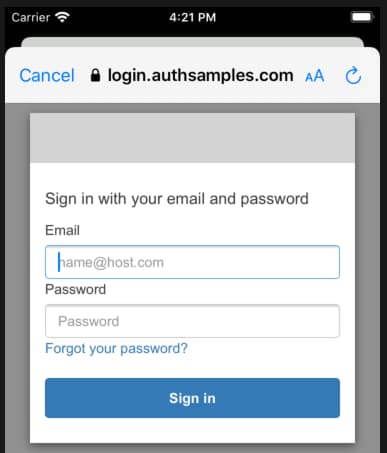 Carrier 4:21 PM
Cancel login.authsamples.com AA
Sign in with your email and password
Email
name@host.com
Password
Password
Forgot your password?
Sign in